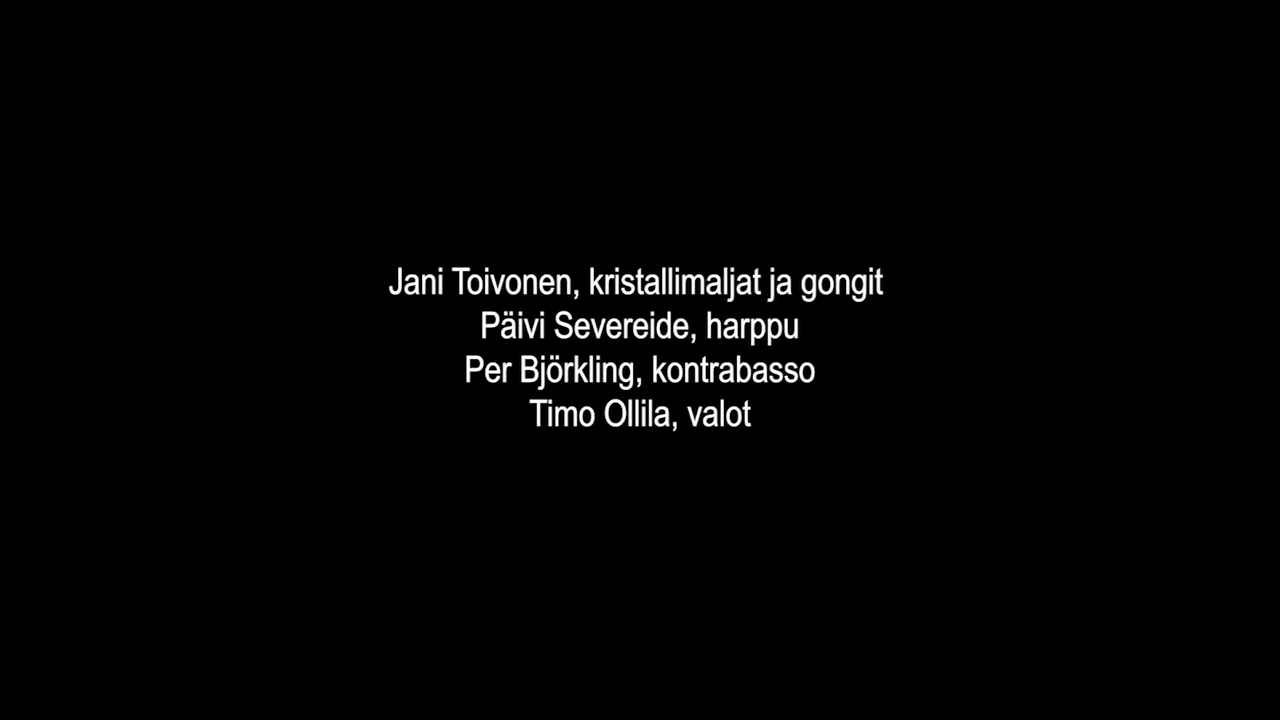 Jani Toivonen, kristallimaljat ja gongit
Päivi Severeide, harppu
Per Björkling, kontrabasso
Timo Ollila, valot